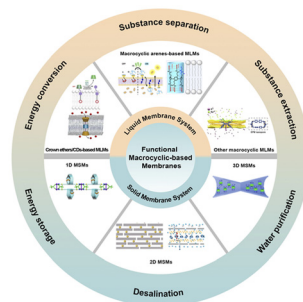 Substance separation
Energy conversion
Substance extraction
Macrocyclic arenes-based MLMs
Liquid Membrane System
Crown ethers/CDs-based MLMs
Functional
Macrocyclic-based
Membranes
Other macrocyclic MLMs
1D MSMs
3D MSMs
Solid Membrane System
Energy storage
Water purification
2D MSMs
Desalination